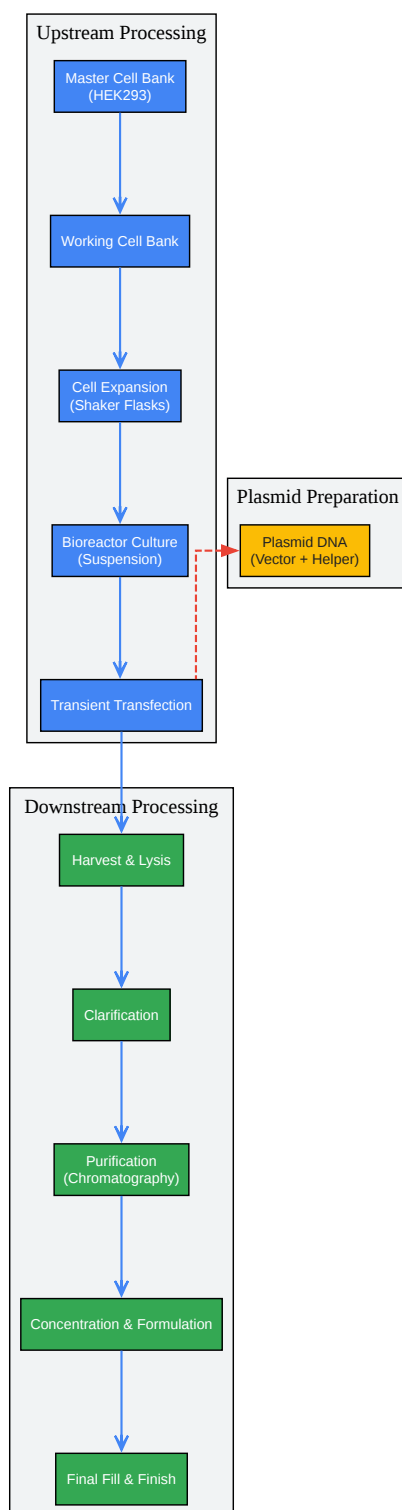 Upstream Processing
Master Cell Bank
(HEK293)
Working Cell Bank
Cell Expansion
(Shaker Flasks)
Bioreactor Culture
(Suspension)
Transient Transfection
Plasmid Preparation
Plasmid DNA
(Vector + Helper)
Downstream Processing
Harvest & Lysis
Clarification
Purification
(Chromatography)
Concentration & Formulation
Final Fill & Finish